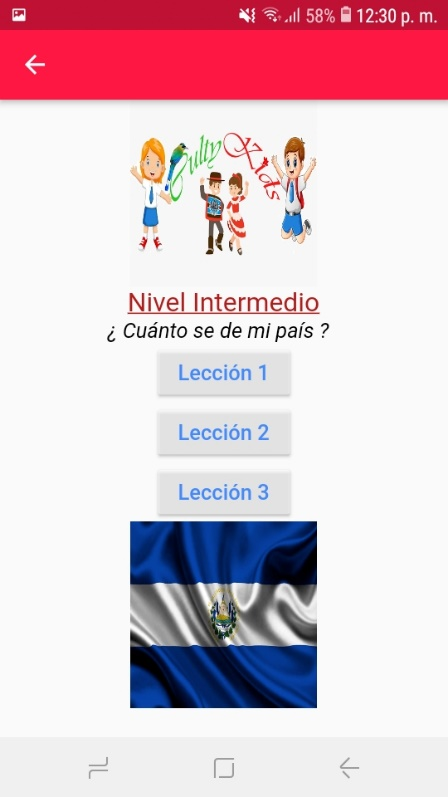 58% 12:30 p. m.
Culty Kids
Nivel Intermedio
¿ Cuánto se de mi país ?
Lección 1
Lección 2
Lección 3